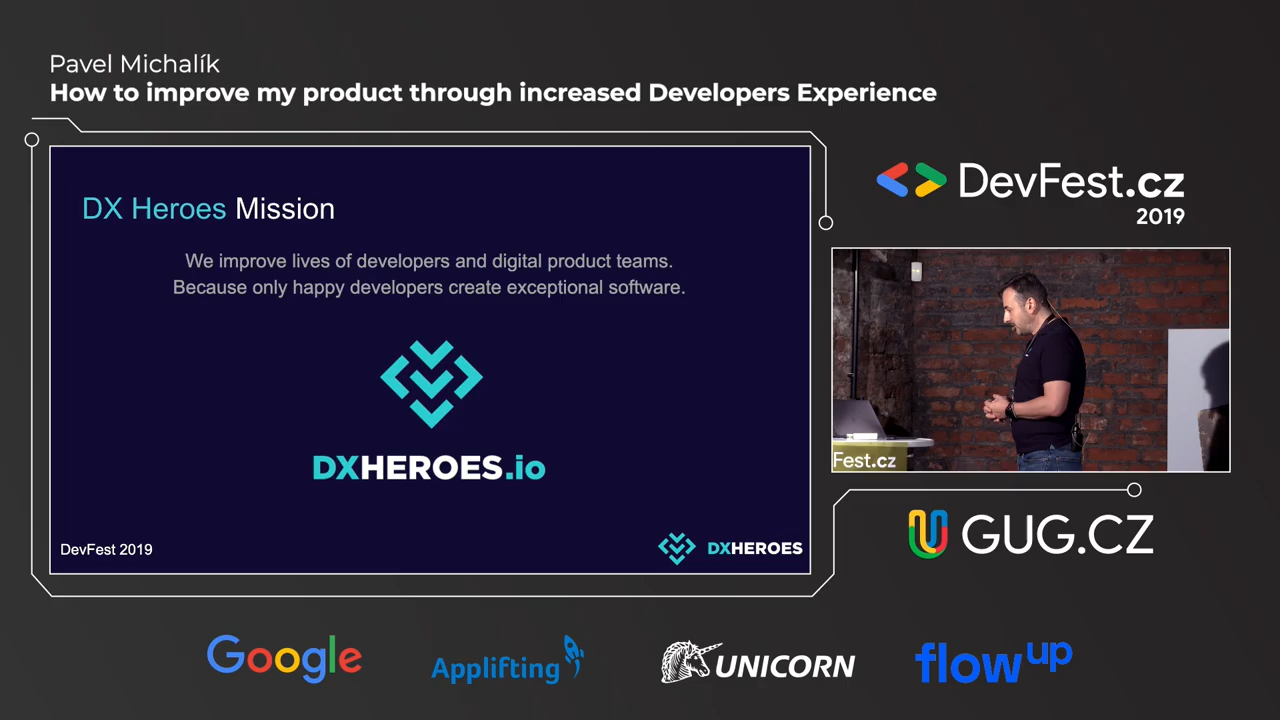 Pavel Michalík
How to improve my product through increased Developers Experience
DX Heroes Mission
We improve lives of developers and digital product teams.
Because only happy developers create exceptional software.
DXHEROES.io
DevFest 2019
DXHEROES
DevFest.cz
2019
Fest.cz
GUG.CZ
Google
Applifting
UNICORN
flowup